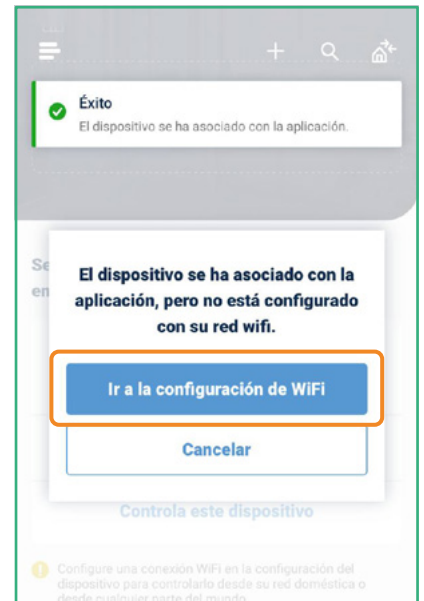 Éxito
El dispositivo se ha asociado con la aplicación.
Se
en
El dispositivo se ha asociado con la
aplicación, pero no está configurado
con su red wifi.
Ir a la configuración de WiFi
Cancelar
Controla este dispositivo
Configure una conexión WiFi en la configuración del
dispositivo para controlarlo desde su red doméstica o
desde cualquier parte del mundo